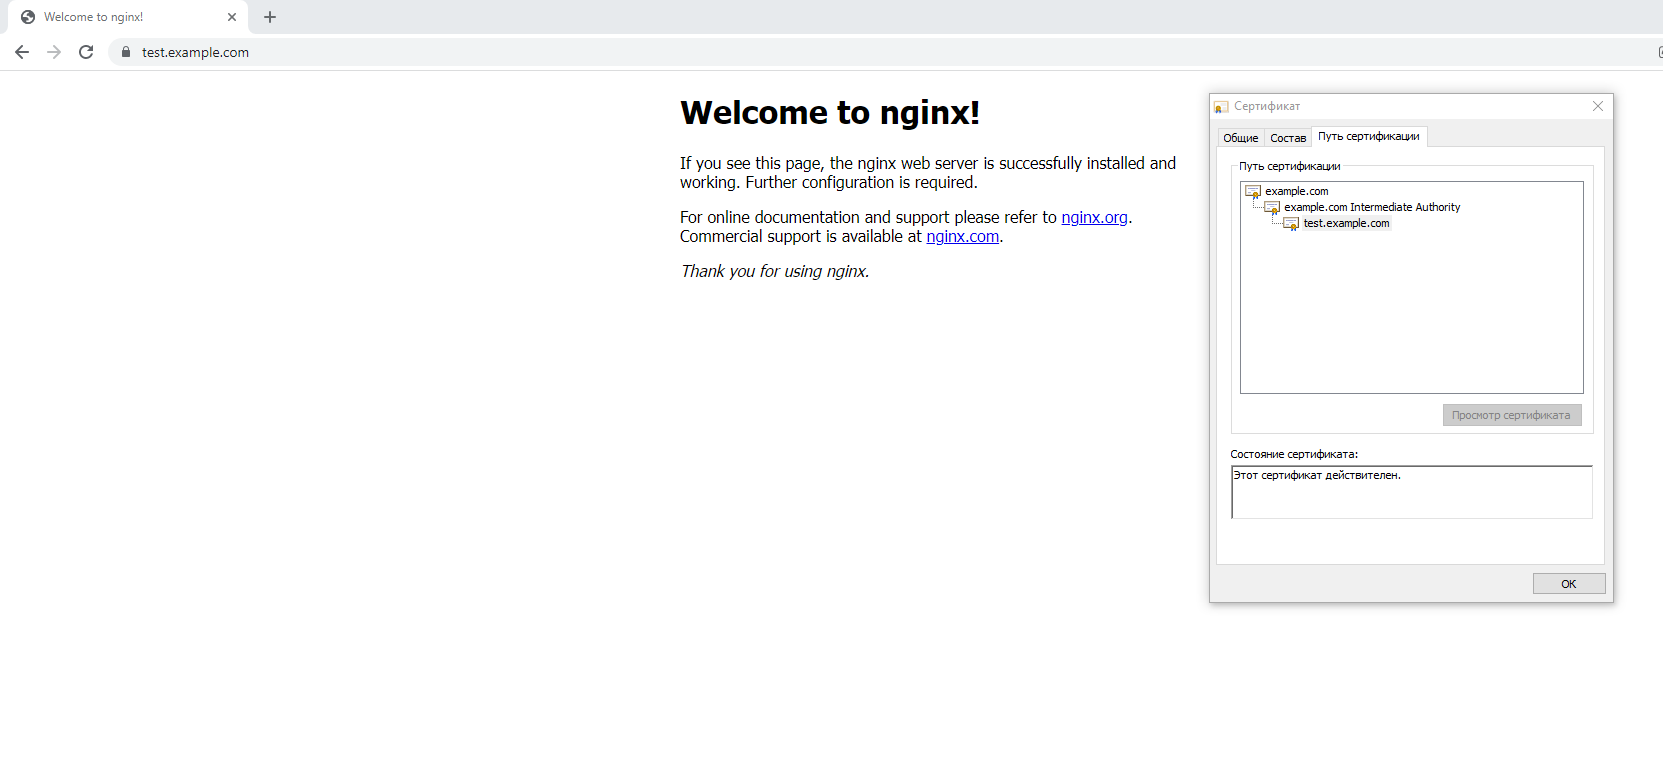 Welcome to nginx!
test.example.com
Welcome to nginx!
If you see this page, the nginx web server is successfully installed and
working. Further configuration is required.
For online documentation and support please refer to nginx.org.
Commercial support is available at nginx.com.
Thank you for using nginx.
Сертификат
Общие Состав Путь сертификации
Путь сертификации
example.com
example.com Intermediate Authority
test.example.com
Просмотр сертификата
Состояние сертификата:
Этот сертификат действителен.
ОК